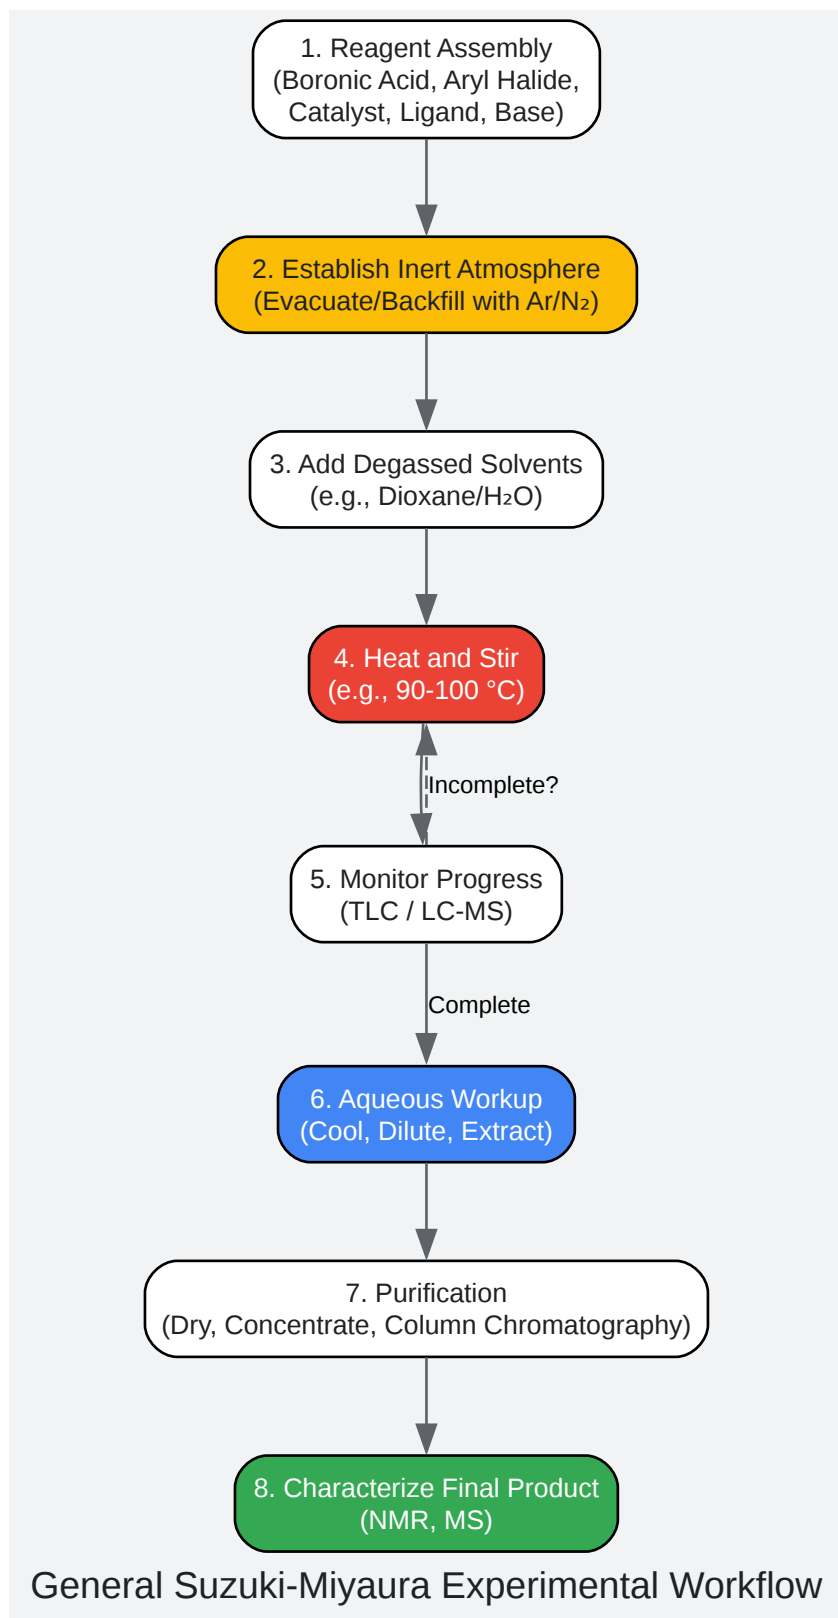 1. Reagent Assembly
(Boronic Acid, Aryl Halide,
Catalyst, Ligand, Base)
2. Establish Inert Atmosphere
(Evacuate/Backfill with Ar/N₂)
3. Add Degassed Solvents
(e.g., Dioxane/H₂O)
4. Heat and Stir
(e.g., 90-100 °C)
Incomplete?
5. Monitor Progress
(TLC / LC-MS)
Complete
6. Aqueous Workup
(Cool, Dilute, Extract)
7. Purification
(Dry, Concentrate, Column Chromatography)
8. Characterize Final Product
(NMR, MS)
General Suzuki-Miyaura Experimental Workflow